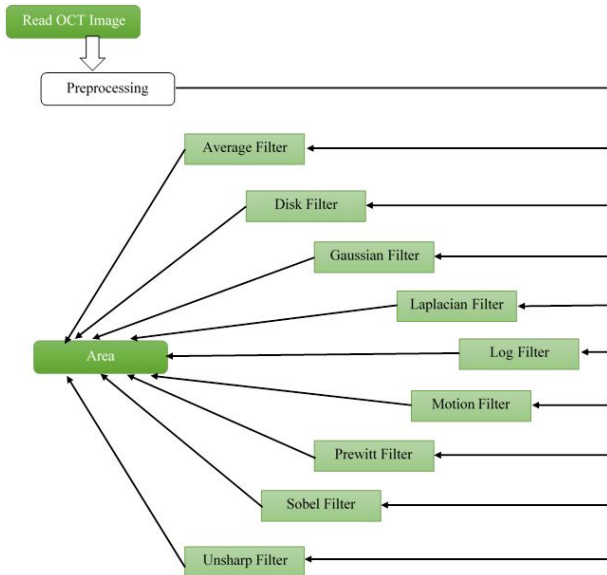 Read OCT Image
Preprocessing
Average Filter
Disk Filter
Gaussian Filter
Laplacian Filter
Area
Log Filter
Motion Filter
Prewitt Filter
Sobel Filter
Unsharp Filter